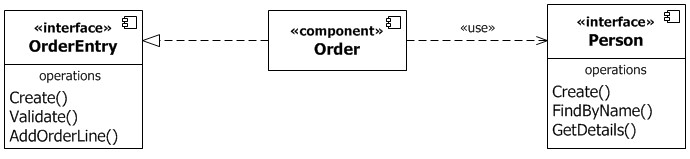 «interface»
OrderEntry
operations
Create()
Validate()
AddOrderLine()
«component»
Order
«use»
«interface»
Person
operations
Create()
FindByName()
GetDetails()